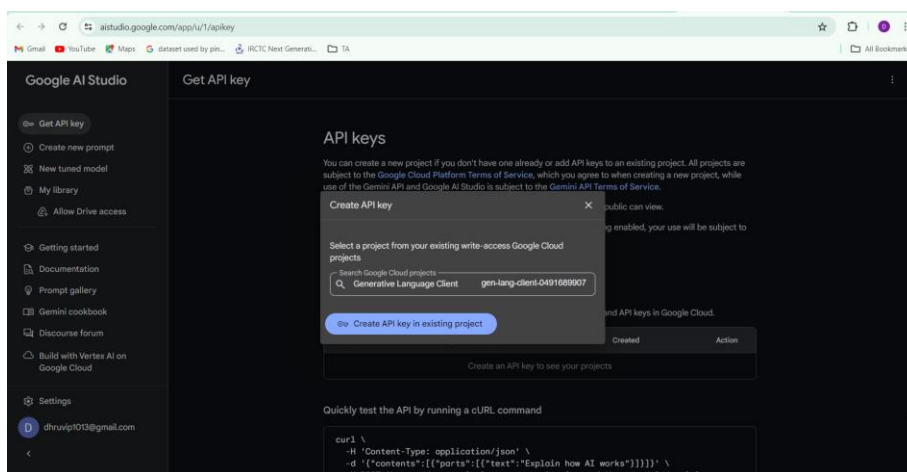 aistudio.google.com/app/u/1/apikey
Gmail YouTube Maps dataset used by pin... IRCTC Next Generati... TA All Bookmark
Google AI Studio
Get API key
Get API key
Create new prompt
New tuned model
My library
Allow Drive access
Getting started
Documentation
Prompt gallery
Gemini cookbook
Discourse forum
Build with Vertex AI on
Google Cloud
Settings
D dhruvip1013@gmail.com
API keys
You can create a new project if you don't have one already or add API keys to an existing project. All projects are
subject to the Google Cloud Platform Terms of Service, which you agree to when creating a new project, while
use of the Gemini API and Google AI Studio is subject to the Gemini API Terms of Service.
public can view.
ng enabled, your use will be subject to
Create API key
Select a project from your existing write-access Google Cloud
projects
Search Google Cloud projects
Generative Language Client gen-lang-client-0491689907
Create API key in existing project
and API keys in Google Cloud.
Created Action
Create an API key to see your projects
Quickly test the API by running a cURL command
curl \
-H 'Content-Type: application/json' \
-d '{"contents":[{"parts":[{"text":"Explain how AI works"}]}]}' \